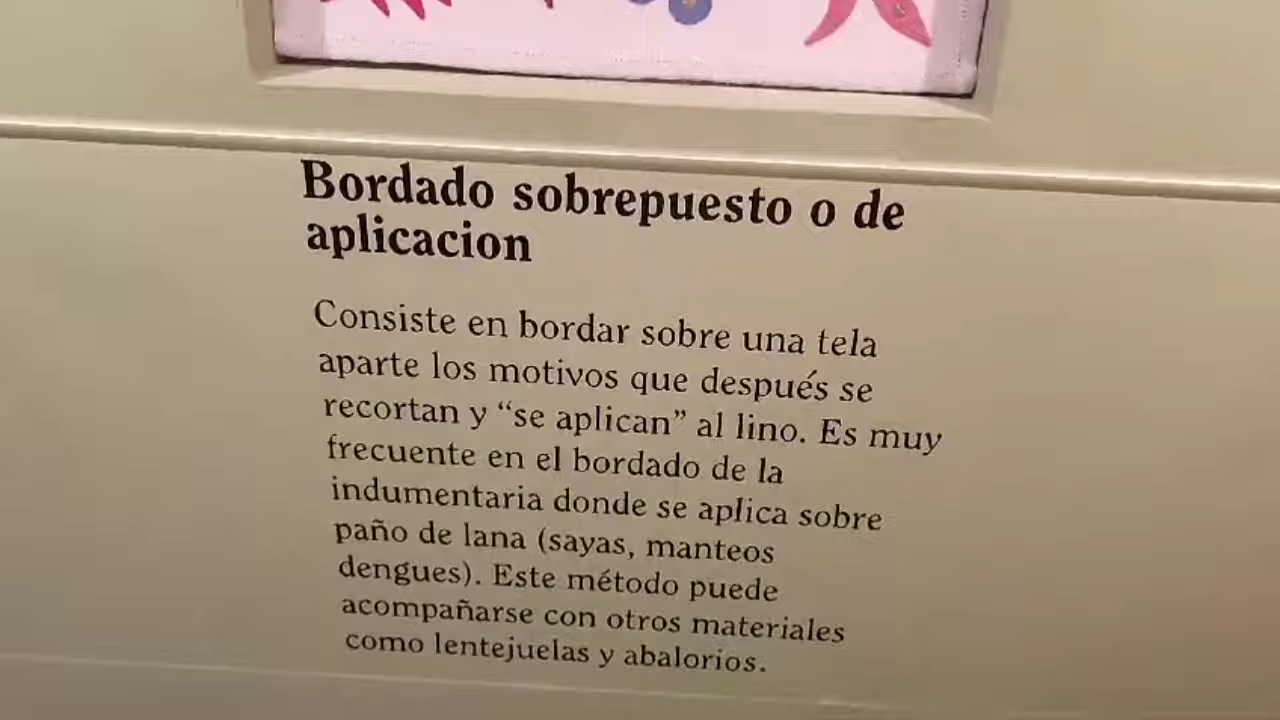 Bordado sobrepuesto o de
aplicacion
Consiste en bordar sobre una tela
aparte los motivos que después se
recortan y “se aplican” al lino. Es muy
frecuente en el bordado de la
indumentaria donde se aplica sobre
paño de lana (sayas, manteos
dengues). Este método puede
acompañarse con otros materiales
como lentejuelas y abalorios.